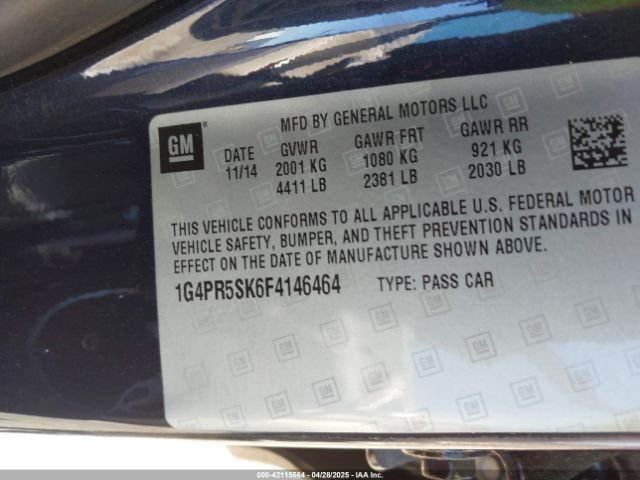 MFD BY GENERAL MOTORS LLC
GM®
DATE GVWR GAWR FRT GAWR RR
11/14 2001 KG 1080 KG 921 KG
4411 LB 2381 LB 2030 LB
THIS VEHICLE CONFORMS TO ALL APPLICABLE U.S. FEDERAL MOTOR
VEHICLE SAFETY, BUMPER, AND THEFT PREVENTION STANDARDS IN
EFFECT ON THE DATE OF MANUFACTURE SHOWN ABOVE.
1G4PR5SK6F4146464 TYPE: PASS CAR
000-42115564 - 04/28/2025 - IAAI.COM